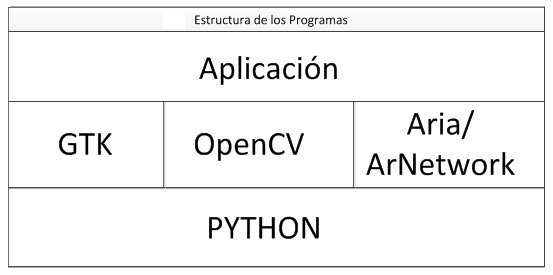 Estructura de los Programas
Aplicación
GTK
OpenCV
Aria/
ArNetwork
PYTHON